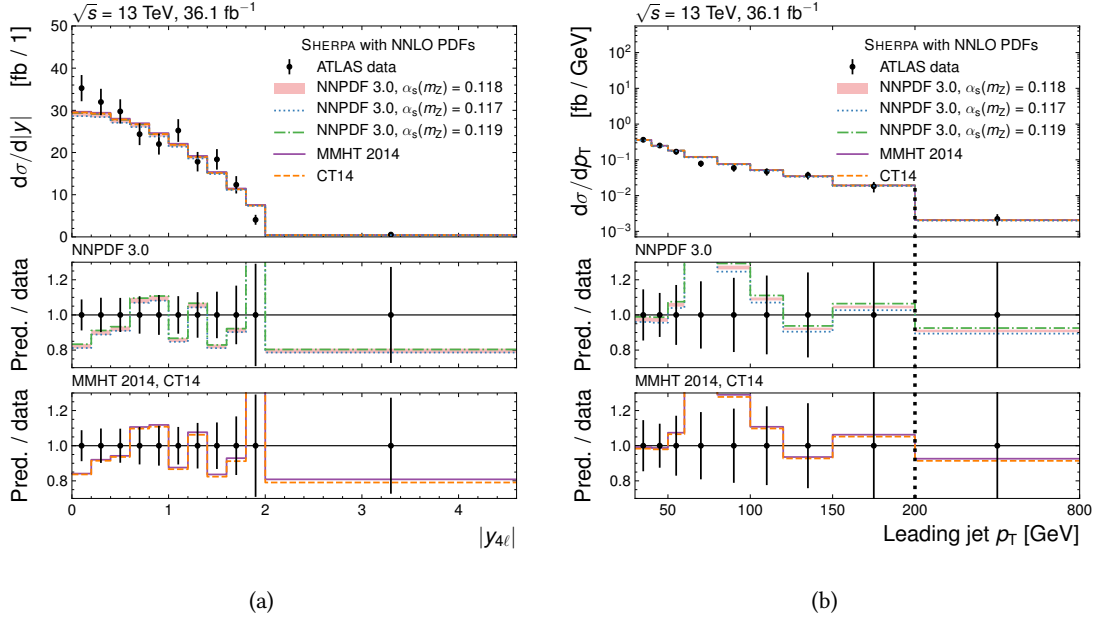 √s = 13 TeV, 36.1 fb⁻¹
dσ/d|y| [fb / 1]
50
40
30
20
10
0
SHERPA with NNLO PDFs
ATLAS data
NNPDF 3.0, αs(mZ) = 0.118
NNPDF 3.0, αs(mZ) = 0.117
NNPDF 3.0, αs(mZ) = 0.119
MMHT 2014
CT14
NNPDF 3.0
Pred. / data
1.2
1.0
0.8
MMHT 2014, CT14
Pred. / data
1.2
1.0
0.8
0 1 2 3 4
|y4ℓ|
(a)
√s = 13 TeV, 36.1 fb⁻¹
dσ/dpT [fb / GeV]
10²
10¹
10⁰
10⁻¹
10⁻²
10⁻³
SHERPA with NNLO PDFs
ATLAS data
NNPDF 3.0, αs(mZ) = 0.118
NNPDF 3.0, αs(mZ) = 0.117
NNPDF 3.0, αs(mZ) = 0.119
MMHT 2014
CT14
NNPDF 3.0
Pred. / data
1.2
1.0
0.8
MMHT 2014, CT14
Pred. / data
1.2
1.0
0.8
50 100 150 200 800
Leading jet pT [GeV]
(b)